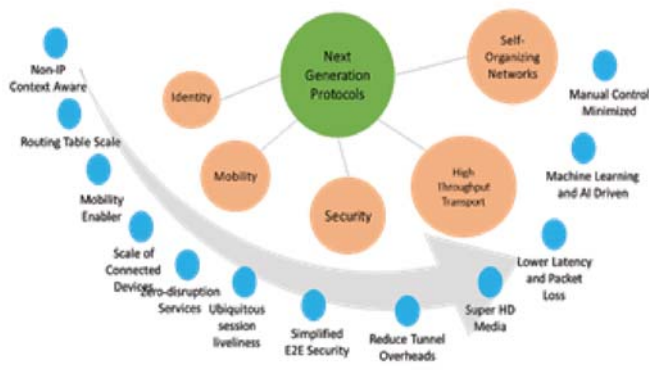 Next
Generation
Protocols
Self-
Organizing
Networks
Identity
Mobility
Security
High
Throughput
Transport
Non-IP
Context Aware
Routing Table Scale
Mobility
Enabler
Scale of
Connected
Devices
Zero-disruption
Services
Ubiquitous
session
liveliness
Simplified
E2E Security
Reduce Tunnel
Overheads
Super HD
Media
Lower Latency
and Packet
Loss
Machine Learning
and AI Driven
Manual Control
Minimized